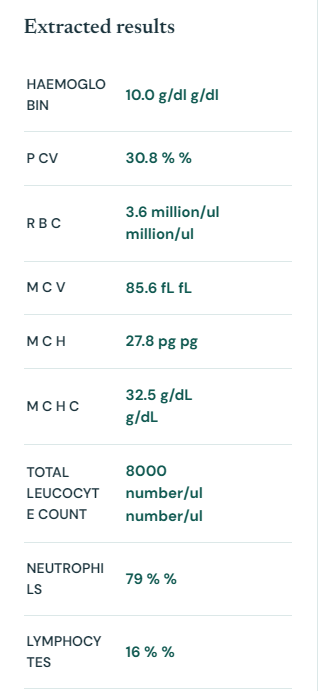 Extracted results
HAEMOGLO
BIN
10.0 g/dl g/dl
P CV
30.8 % %
R B C
3.6 million/ul
million/ul
M C V
85.6 fL fL
M C H
27.8 pg pg
M C H C
32.5 g/dL
g/dL
TOTAL
LEUCOCYT
E COUNT
8000
number/ul
number/ul
NEUTROPHI
LS
79 % %
LYMPHOCY
TES
16 % %